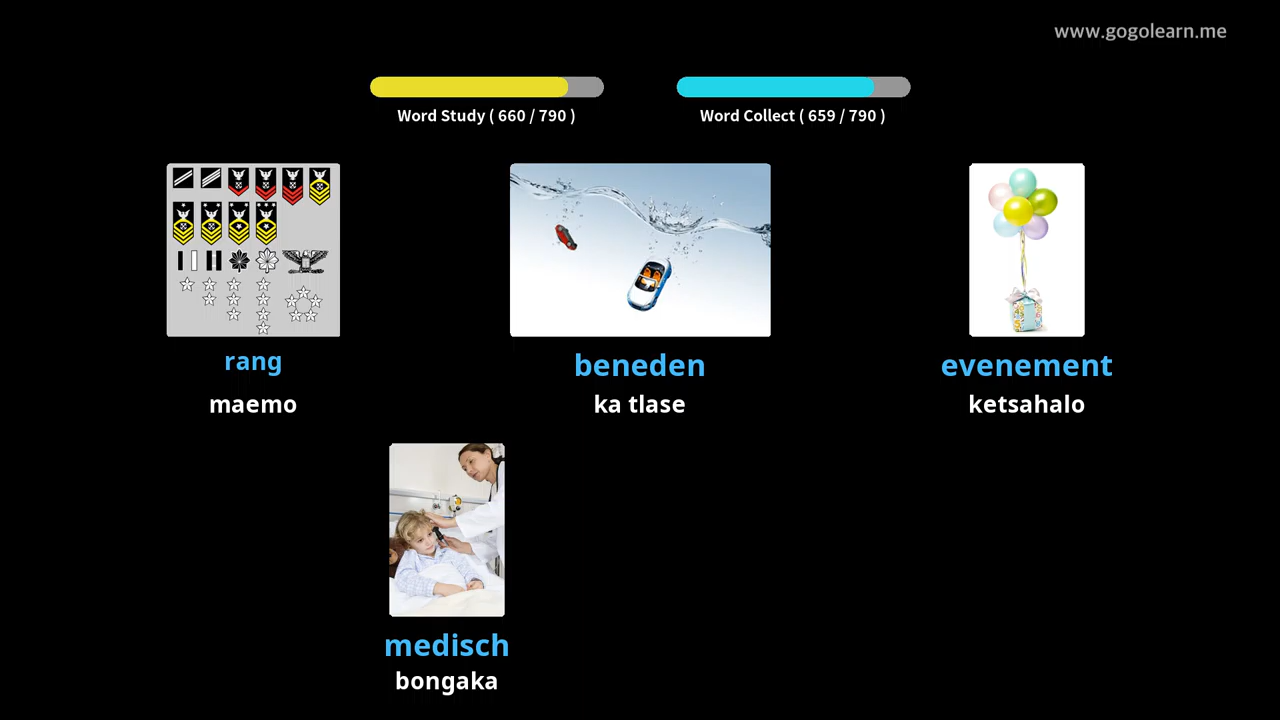 www.gogolearn.me
Word Study ( 660 / 790 )
Word Collect ( 659 / 790 )
rang
beneden
evenement
maemo
ka tlase
ketsahalo
medisch
bongaka